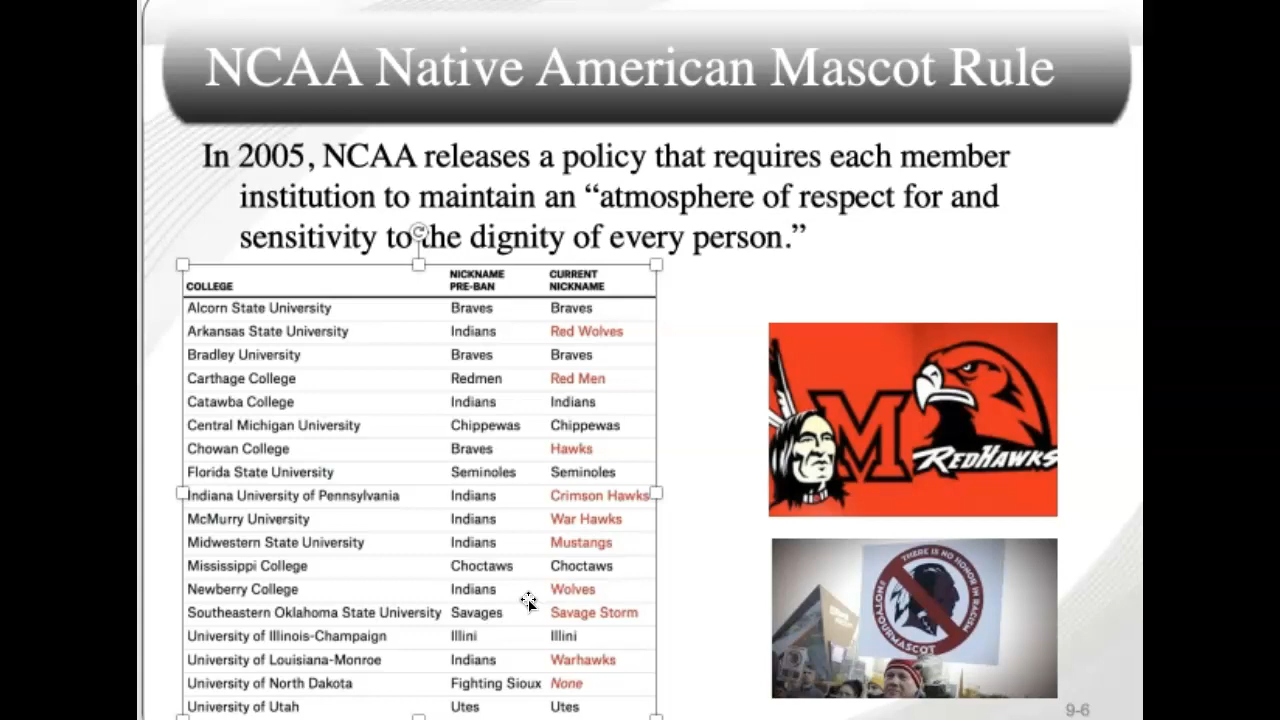 NCAA Native American Mascot Rule
In 2005, NCAA releases a policy that requires each member
institution to maintain an “atmosphere of respect for and
sensitivity to the dignity of every person.”
COLLEGE NICKNAME PRE-BAN CURRENT NICKNAME
Alcorn State University Braves Braves
Arkansas State University Indians Red Wolves
Bradley University Braves Braves
Carthage College Redmen Red Men
Catawba College Indians Indians
Central Michigan University Chippewas Chippewas
Chowan College Braves Hawks
Florida State University Seminoles Seminoles
Indiana University of Pennsylvania Indians Crimson Hawks
McMurry University Indians War Hawks
Midwestern State University Indians Mustangs
Mississippi College Choctaws Choctaws
Newberry College Indians Wolves
Southeastern Oklahoma State University Savages Savage Storm
University of Illinois-Champaign Illini Illini
University of Louisiana-Monroe Indians Warhawks
University of North Dakota Fighting Sioux None
University of Utah Utes Utes
M
REDHAWKS
THERE IS NO HONOR IN RACISM
#NOTYOURMASCOT
9-6